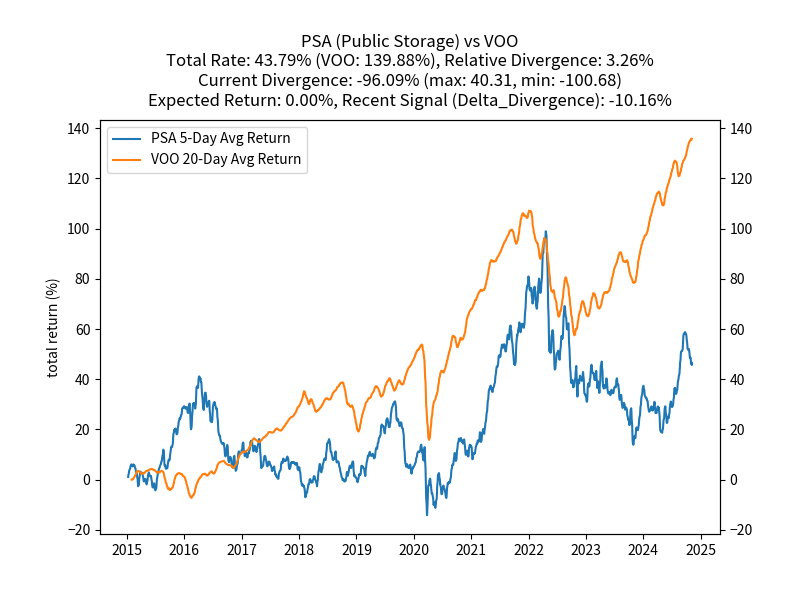 PSA (Public Storage) vs VOO
Total Rate: 43.79% (VOO: 139.88%), Relative Divergence: 3.26%
Current Divergence: -96.09% (max: 40.31, min: -100.68)
Expected Return: 0.00%, Recent Signal (Delta_Divergence): -10.16%
PSA 5-Day Avg Return
VOO 20-Day Avg Return
total return (%)
140
120
100
80
60
40
20
0
−20
140
120
100
80
60
40
20
0
−20
2015 2016 2017 2018 2019 2020 2021 2022 2023 2024 2025